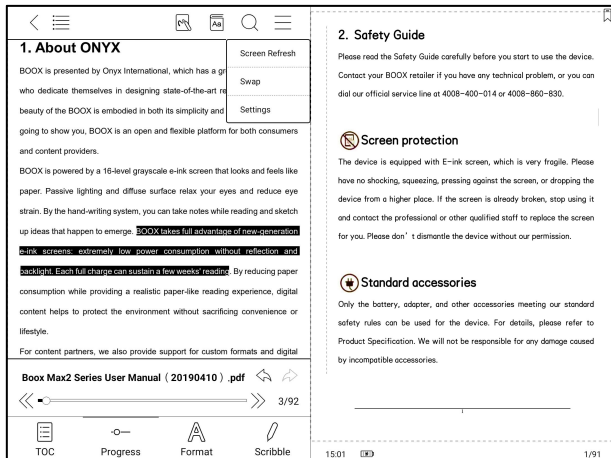 Aa
1. About ONYX
BOOX is presented by Onyx International, which has a gr
who dedicate themselves in designing state-of-the-art re
beauty of the BOOX is embodied in both its simplicity and
going to show you, BOOX is an open and flexible platform for both consumers
and content providers.
BOOX is powered by a 16-level grayscale e-ink screen that looks and feels like
paper. Passive lighting and diffuse surface relax your eyes and reduce eye
strain. By the hand-writing system, you can take notes while reading and sketch
up ideas that happen to emerge. BOOX takes full advantage of new-generation
e-ink screens: extremely low power consumption without reflection and
backlight. Each full charge can sustain a few weeks' reading. By reducing paper
consumption while providing a realistic paper-like reading experience, digital
content helps to protect the environment without sacrificing convenience or
lifestyle.
For content partners, we also provide support for custom formats and digital
Screen Refresh
Swap
Settings
Boox Max2 Series User Manual（20190410）.pdf
3/92
TOC
Progress
Format
Scribble
2. Safety Guide
Please read the Safety Guide carefully before you start to use the device.
Contact your BOOX retailer if you have any technical problem, or you can
dial our official service line at 4008-400-014 or 4008-860-830.
Screen protection
The device is equipped with E-ink screen, which is very fragile. Please
have no shocking, squeezing, pressing against the screen, or dropping the
device from a higher place. If the screen is already broken, stop using it
and contact the professional or other qualified staff to replace the screen
for you. Please don't dismantle the device without our permission.
Standard accessories
Only the battery, adapter, and other accessories meeting our standard
safety rules can be used for the device. For details, please refer to
Product Specification. We will not be responsible for any damage caused
by incompatible accessories.
1
15:01
1/91